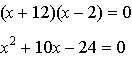 (x + 12)(x − 2) = 0
x² + 10x − 24 = 0